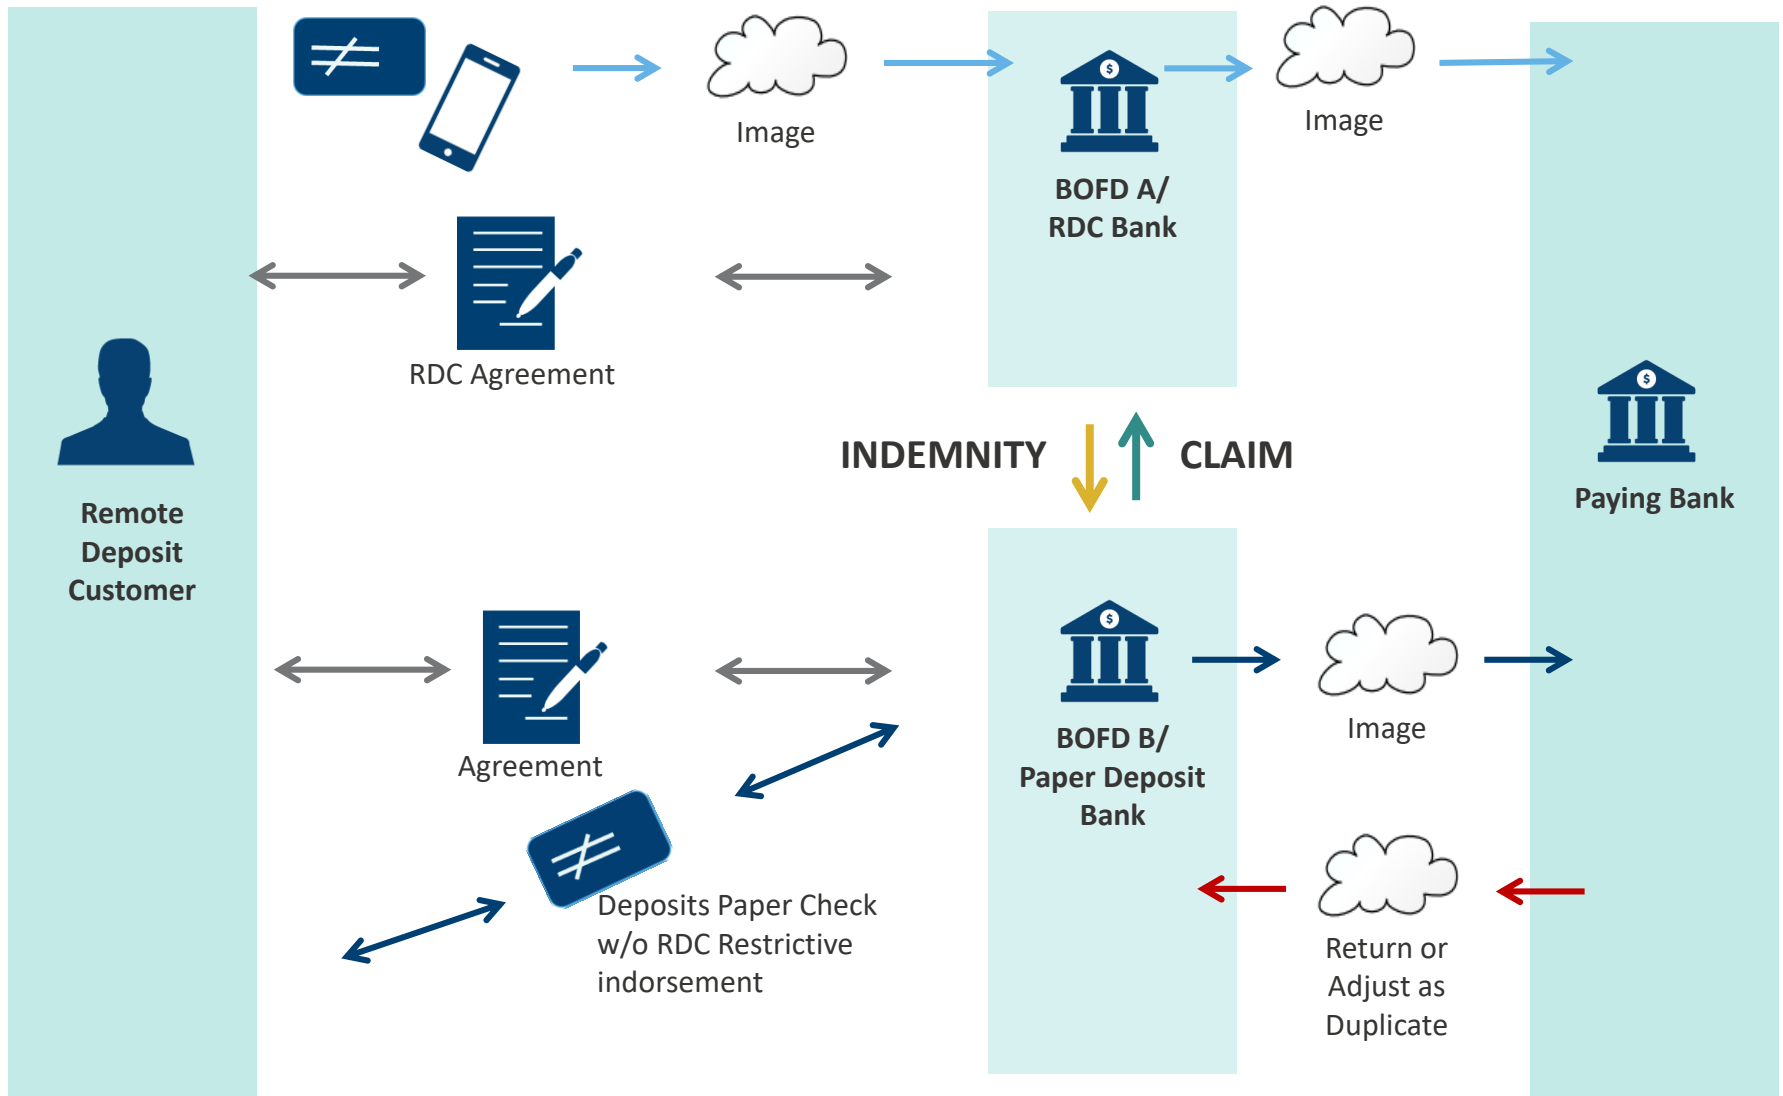 Image
Image
BOFD A/
RDC Bank
RDC Agreement
INDEMNITY
CLAIM
Remote
Deposit
Customer
Paying Bank
Agreement
BOFD B/
Paper Deposit
Bank
Image
Deposits Paper Check
w/o RDC Restrictive
indorsement
Return or
Adjust as
Duplicate